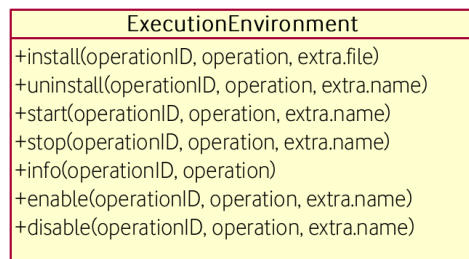 ExecutionEnvironment
+install(operationID, operation, extra.file)
+uninstall(operationID, operation, extra.name)
+start(operationID, operation, extra.name)
+stop(operationID, operation, extra.name)
+info(operationID, operation)
+enable(operationID, operation, extra.name)
+disable(operationID, operation, extra.name)